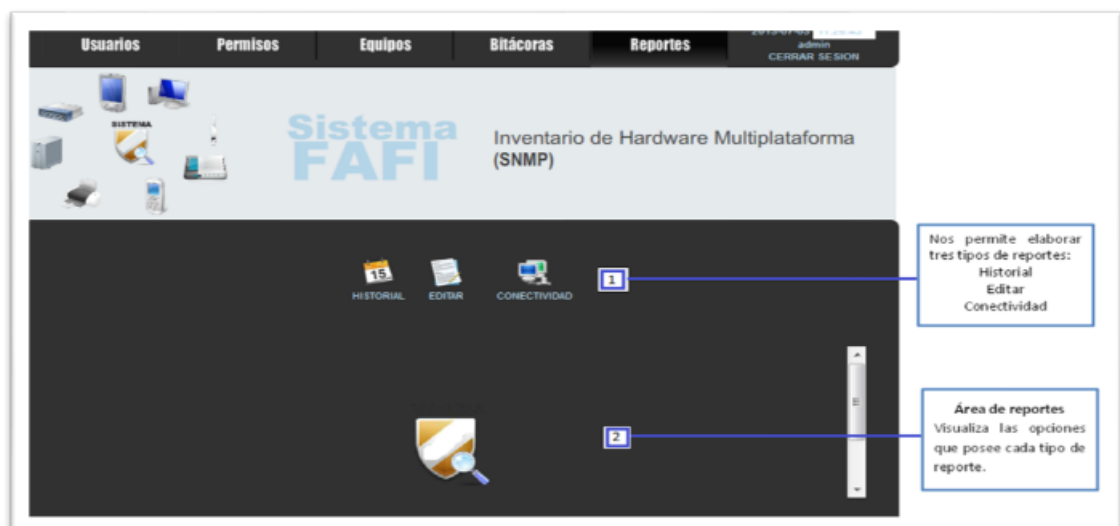 Usuarios Permisos Equipos Bitácoras Reportes
admin
CERRAR SESION
SISTEMA
Sistema
FAFI
Inventario de Hardware Multiplataforma
(SNMP)
15
HISTORIAL EDITAR CONECTIVIDAD
1
Nos permite elaborar
tres tipos de reportes:
Historial
Editar
Conectividad
2
Área de reportes
Visualiza las opciones
que posee cada tipo de
reporte.